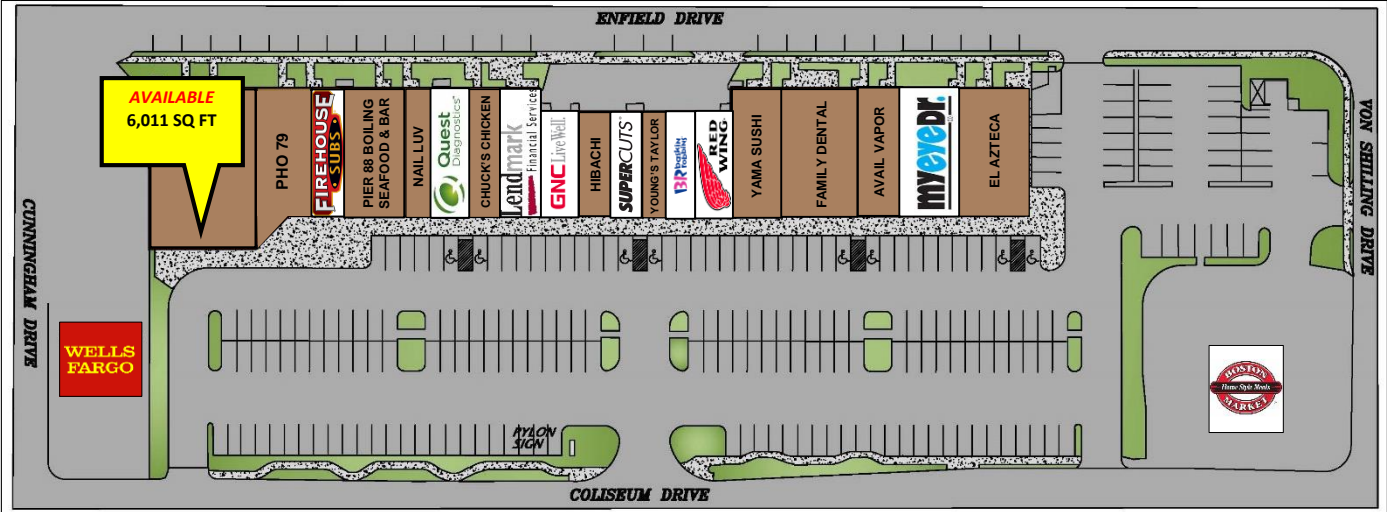 ENFIELD DRIVE
AVAILABLE
6,011 SQ FT
PHO 79
FIREHOUSE
SUBS
PIER 88 BOILING
SEAFOOD & BAR
NAIL LUV
Quest
Diagnostics
CHUCK'S CHICKEN
Lendmark
Financial Services
GNC LiveWell
HIBACHI
SUPERCUTS
YOUNG'S TAYLOR
BR baskin robbins
RED
WING
YAMA SUSHI
FAMILY DENTAL
AVAIL VAPOR
myeyeDr.
EL AZTECA
VON SHILLING DRIVE
CUNNINGHAM DRIVE
WELLS
FARGO
BOSTON
Home Style Meals
MARKET
PYLON
SIGN
COLISEUM DRIVE